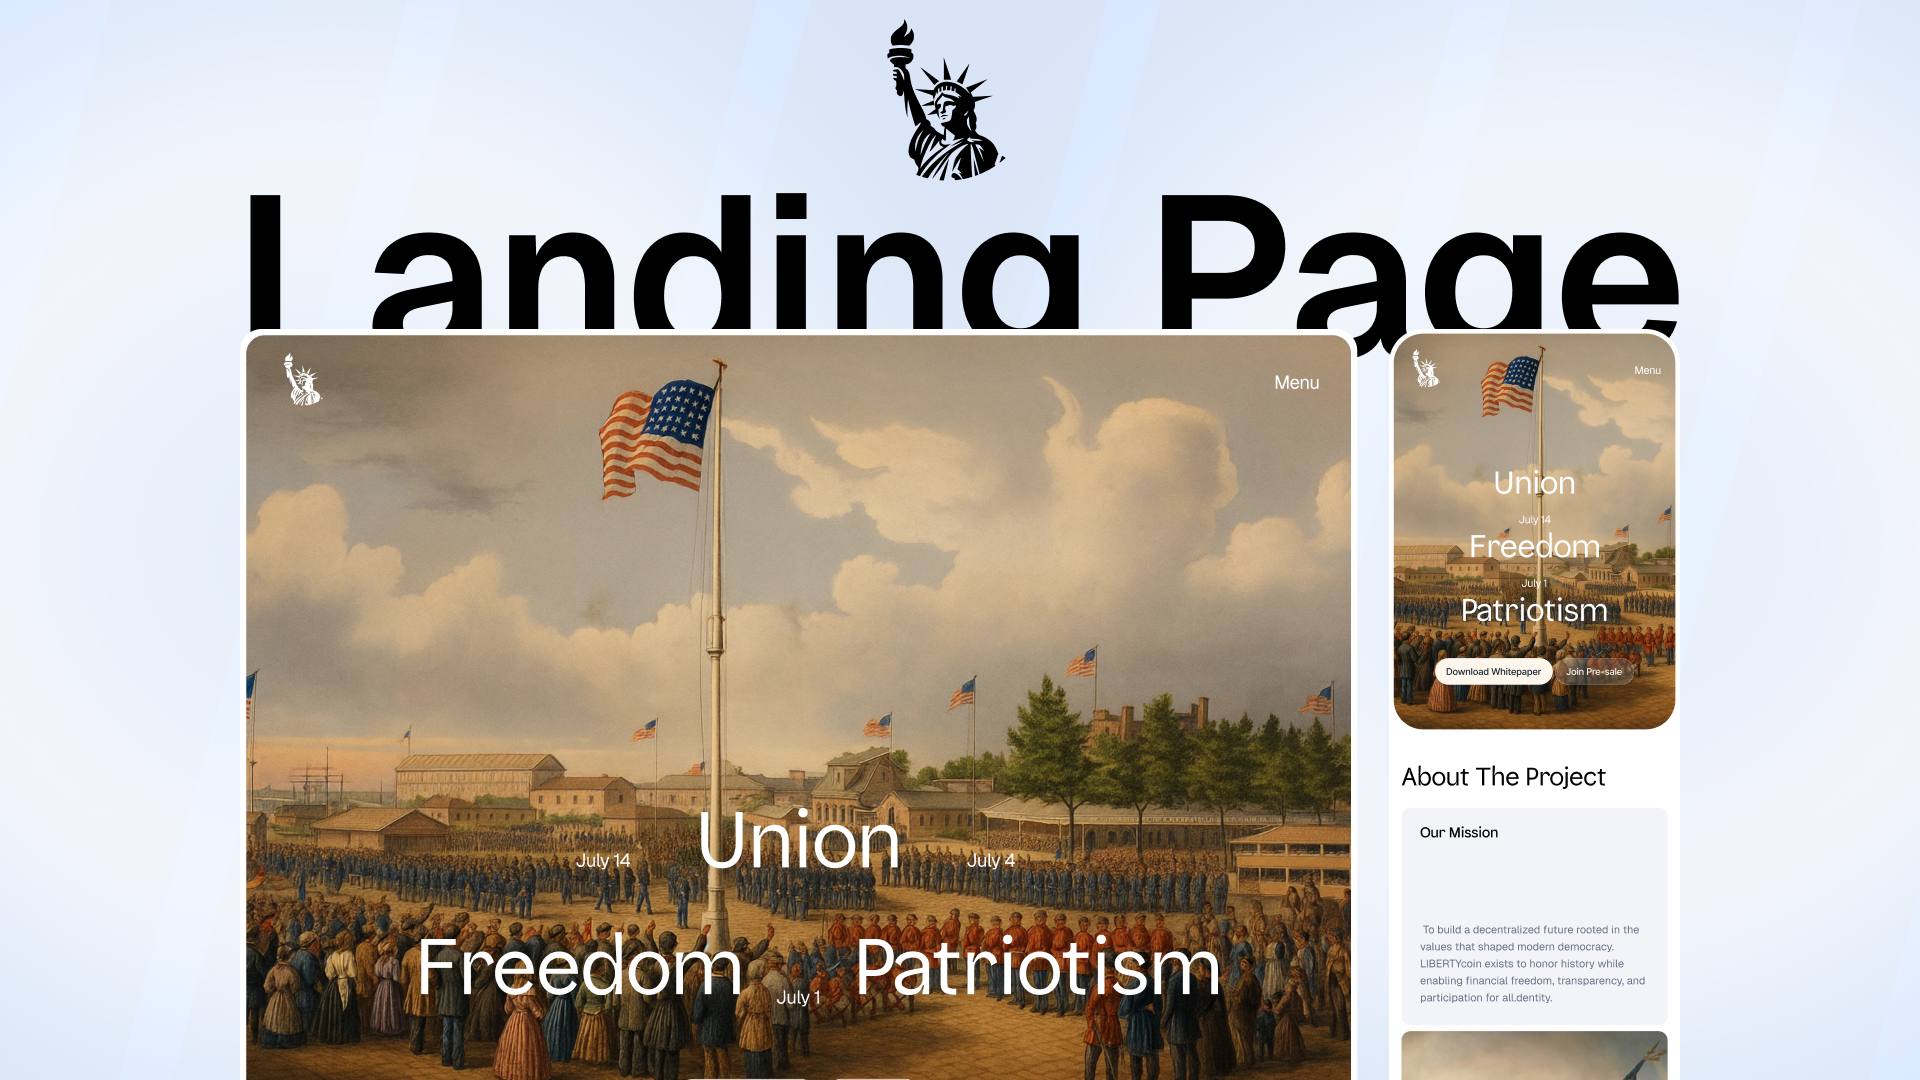 Landing Page
Menu
Union
July 14
July 4
Freedom
July 1
Patriotism
Menu
Union
July 14
Freedom
July 1
Patriotism
Download Whitepaper
Join Pre-sale
About The Project
Our Mission
To build a decentralized future rooted in the
values that shaped modern democracy.
LIBERTYcoin exists to honor history while
enabling financial freedom, transparency, and
participation for all.dentity.